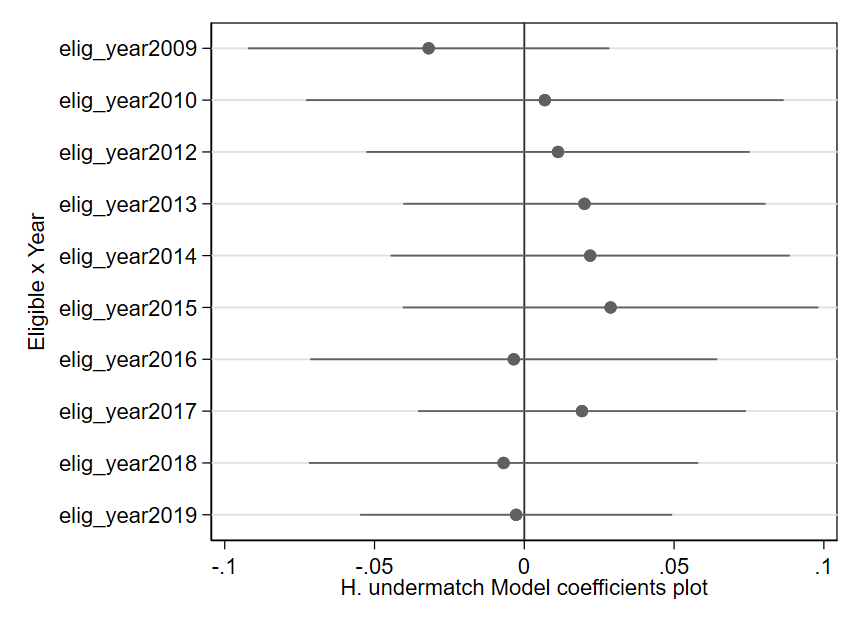 Eligible x Year
elig_year2009
elig_year2010
elig_year2012
elig_year2013
elig_year2014
elig_year2015
elig_year2016
elig_year2017
elig_year2018
elig_year2019
-.1 -.05 0 .05 .1
H. undermatch Model coefficients plot